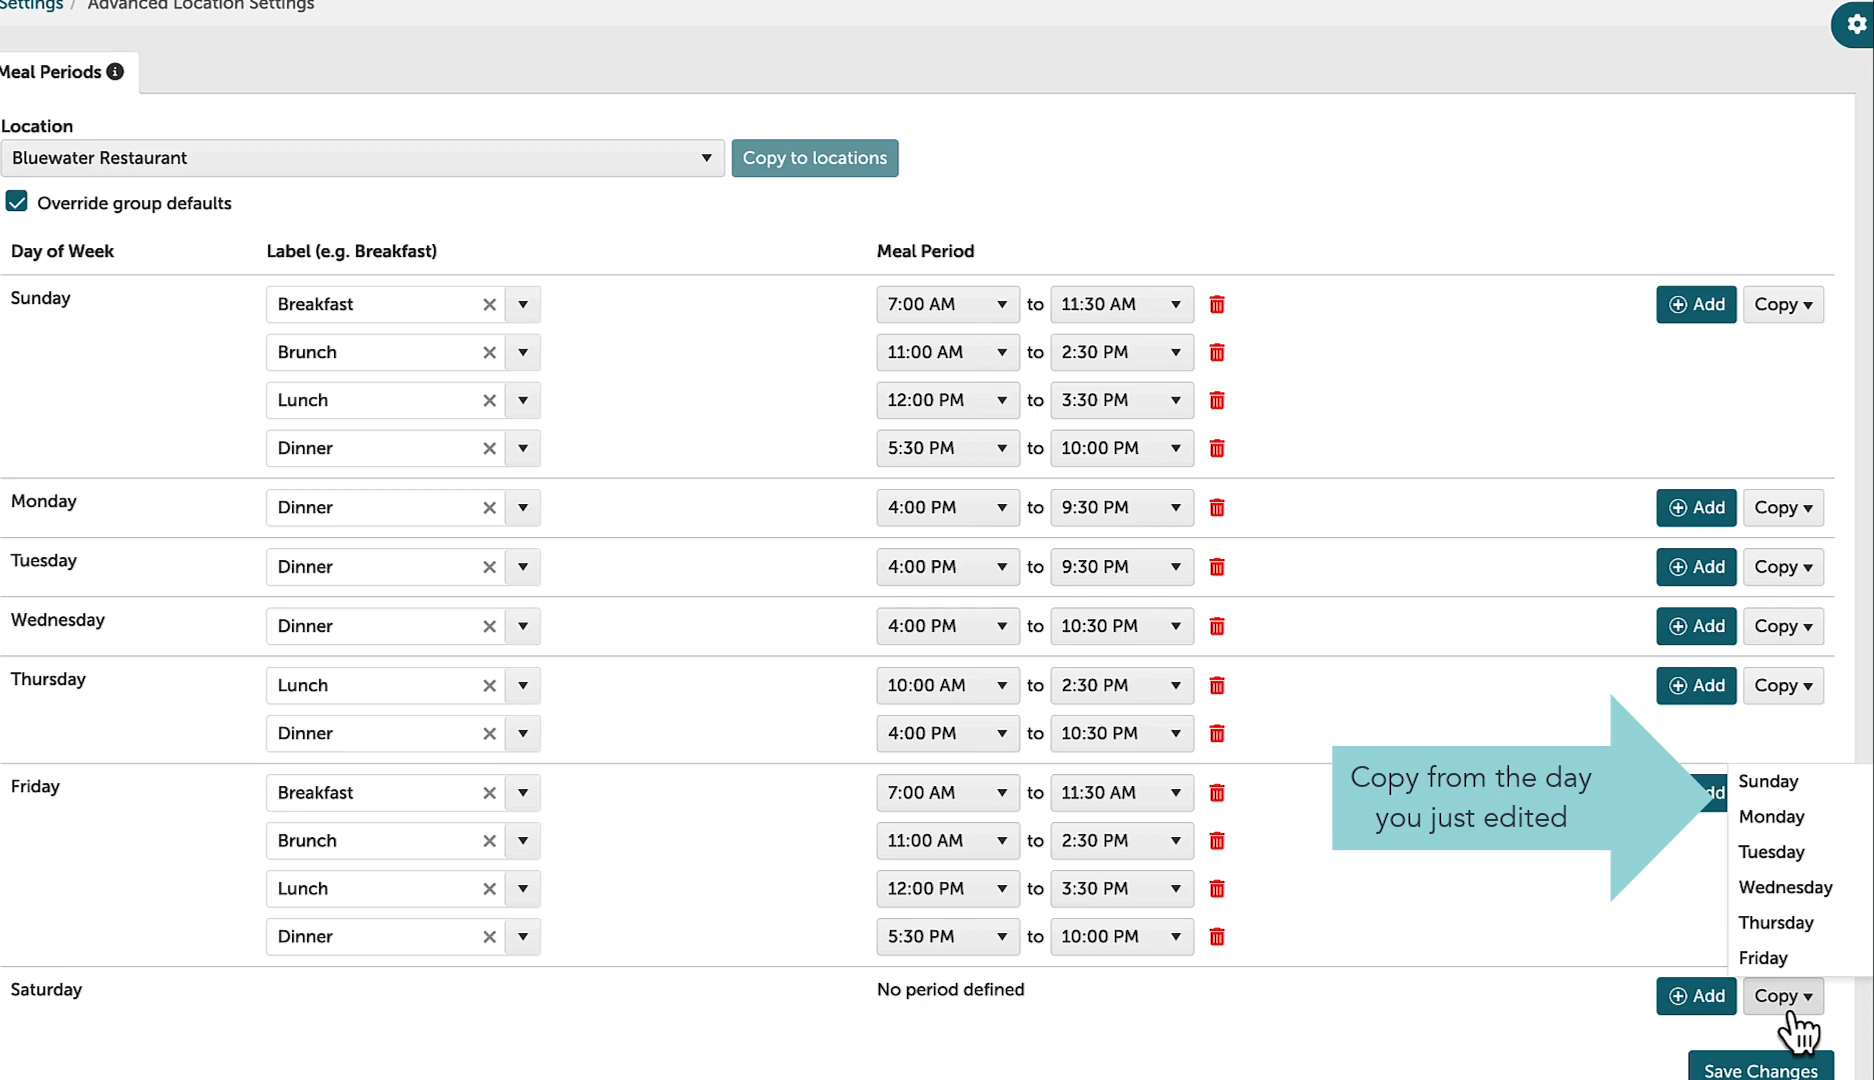 Settings / Advanced Location Settings
Meal Periods
Location
Bluewater Restaurant Copy to locations
Override group defaults
Day of Week Label (e.g. Breakfast) Meal Period
Sunday Breakfast 7:00 AM to 11:30 AM Add Copy
Brunch 11:00 AM to 2:30 PM
Lunch 12:00 PM to 3:30 PM
Dinner 5:30 PM to 10:00 PM
Monday Dinner 4:00 PM to 9:30 PM Add Copy
Tuesday Dinner 4:00 PM to 9:30 PM Add Copy
Wednesday Dinner 4:00 PM to 10:30 PM Add Copy
Thursday Lunch 10:00 AM to 2:30 PM Add Copy
Dinner 4:00 PM to 10:30 PM
Friday Breakfast 7:00 AM to 11:30 AM
Brunch 11:00 AM to 2:30 PM
Lunch 12:00 PM to 3:30 PM
Dinner 5:30 PM to 10:00 PM
Copy from the day
you just edited
Sunday
Monday
Tuesday
Wednesday
Thursday
Friday
Saturday No period defined Add Copy
Save Changes